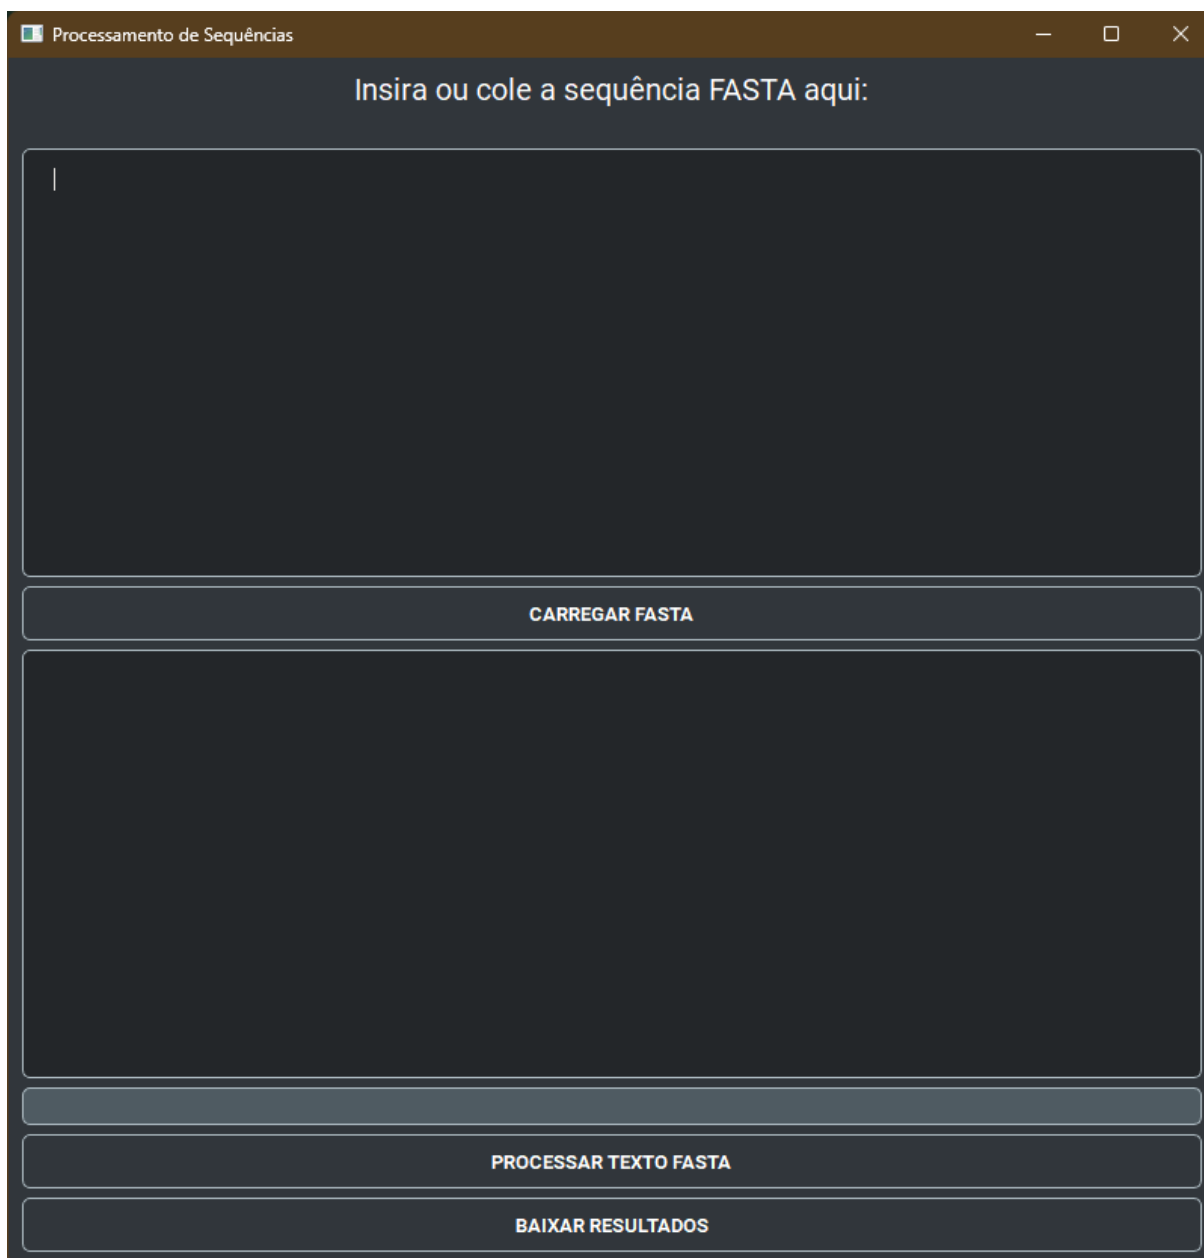 Processamento de Sequências
Insira ou cole a sequência FASTA aqui:
CARREGAR FASTA
PROCESSAR TEXTO FASTA
BAIXAR RESULTADOS